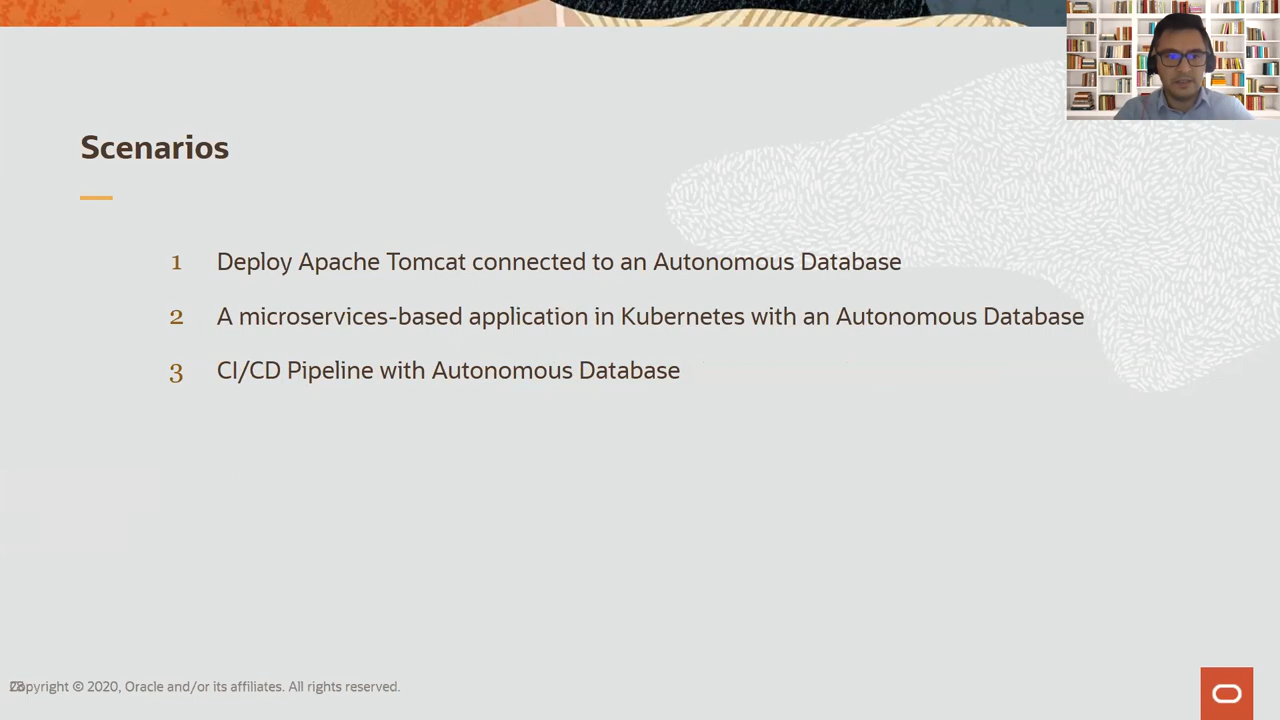 Scenarios
1 Deploy Apache Tomcat connected to an Autonomous Database
2 A microservices-based application in Kubernetes with an Autonomous Database
3 CI/CD Pipeline with Autonomous Database
Copyright © 2020, Oracle and/or its affiliates. All rights reserved.